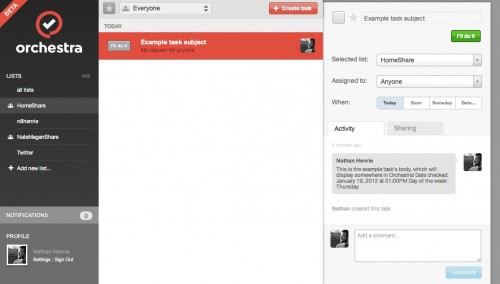 BETA
orchestra
LISTS edit
all lists
HomeShare
n8henrie
NateMeganShare
Twitter
Add new list...
NOTIFICATIONS 0
PROFILE
Nathan Henrie
Settings | Sign Out
Everyone
+ Create task
TODAY
I'll do it
Example task subject
My request for anyone
Example task subject
I'll do it
Selected list: HomeShare
Assigned to: Anyone
When: Today Soon Someday Date...
Activity Sharing
minutes ago
Nathan Henrie
This is the example task's body, which will
display somewhere in Orchestra! Date checked:
January 19, 2012 at 01:00PM Day of the week:
Thursday
Nathan created this task
Add a comment...
comment